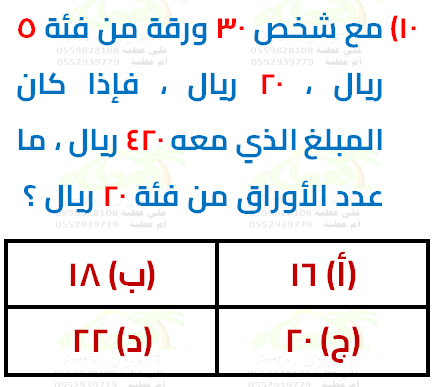 ١٠) مع شخص ٣٠ ورقة من فئة ٥
ريال ، ٢٠ ريال ، فإذا كان
المبلغ الذي معه ٤٢٠ ريال ، ما
عدد الأوراق من فئة ٢٠ ريال ؟
(أ) ١٦
(ب) ١٨
(ج) ٢٠
(د) ٢٢
علي عطية 0559828108
أم عطية 0552939779